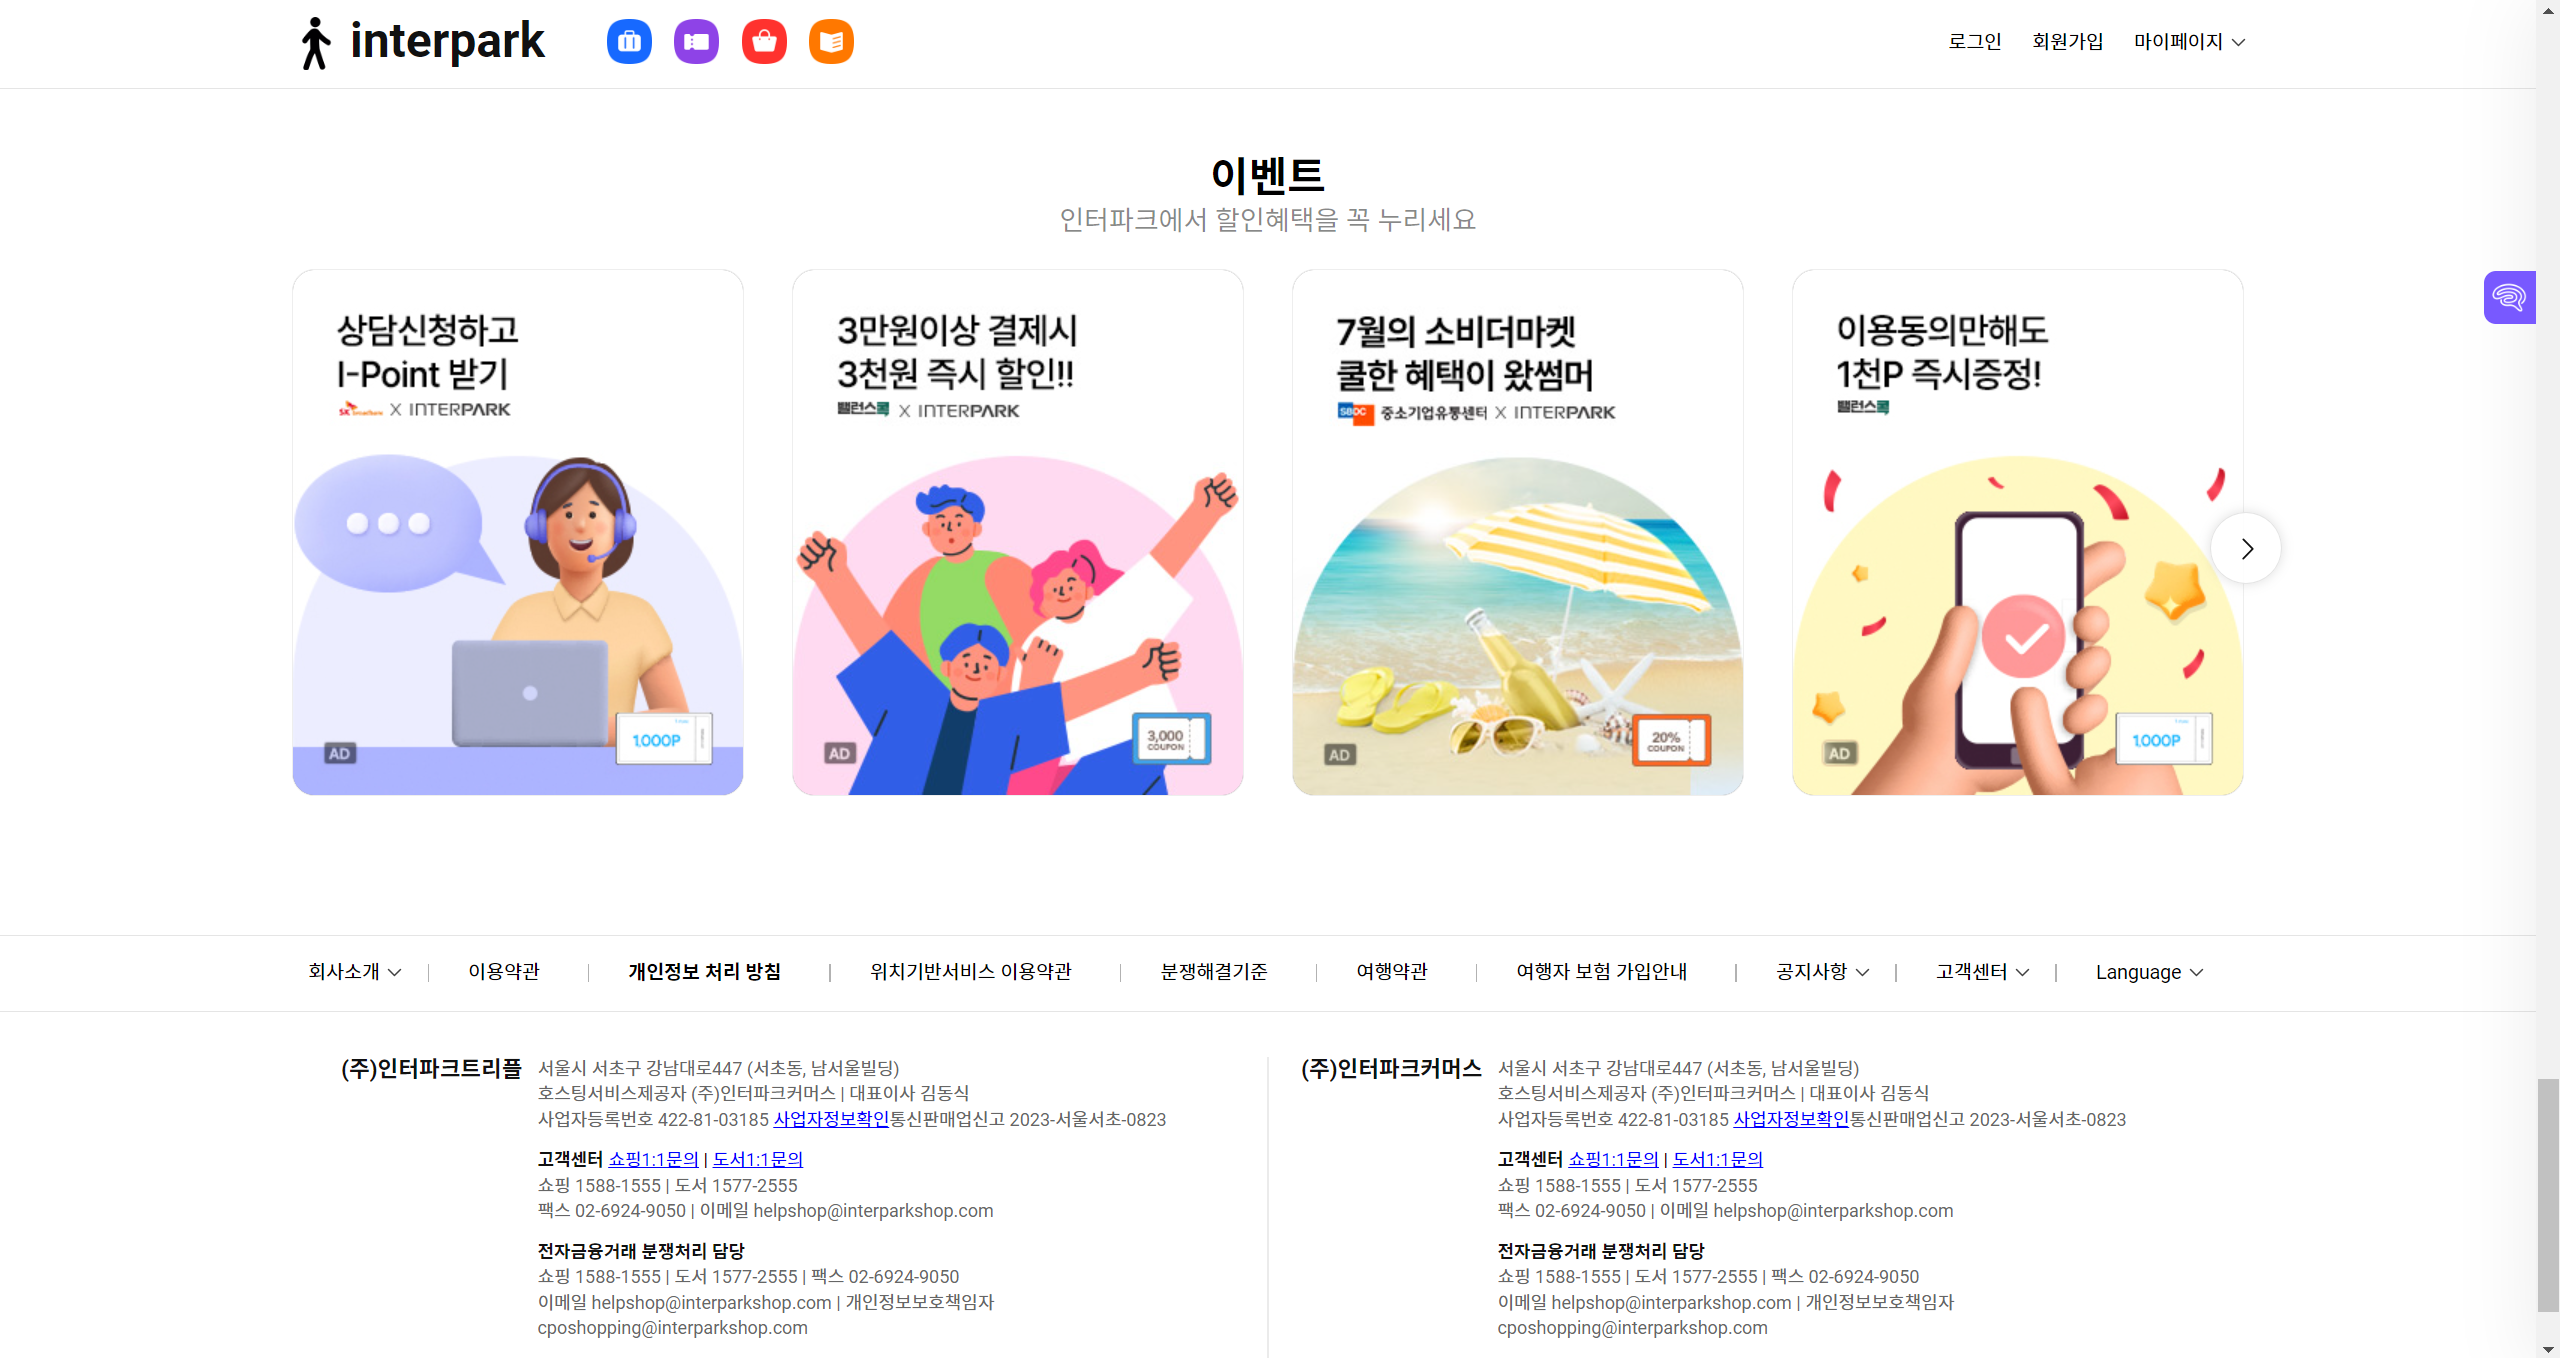 interpark
로그인 회원가입 마이페이지
이벤트
인터파크에서 할인혜택을 꼭 누리세요
상담신청하고
I-Point 받기
X INTERPARK
1,000P
AD
3만원이상 결제시
3천원 즉시 할인!!
밸런스콕 X INTERPARK
3,000
COUPON
AD
7월의 소비더마켓
쿨한 혜택이 왔썸머
SBDC 중소기업유통센터 X INTERPARK
20%
COUPON
AD
이용동의만해도
1천P 즉시증정!
밸런스콕
1,000P
AD
회사소개 | 이용약관 | 개인정보 처리 방침 | 위치기반서비스 이용약관 | 분쟁해결기준 | 여행약관 | 여행자 보험 가입안내 | 공지사항 | 고객센터 | Language
(주)인터파크트리플
서울시 서초구 강남대로447 (서초동, 남서울빌딩)
호스팅서비스제공자 (주)인터파크커머스 | 대표이사 김동식
사업자등록번호 422-81-03185 사업자정보확인통신판매업신고 2023-서울서초-0823
고객센터 쇼핑1:1문의 | 도서1:1문의
쇼핑 1588-1555 | 도서 1577-2555
팩스 02-6924-9050 | 이메일 helpshop@interparkshop.com
전자금융거래 분쟁처리 담당
쇼핑 1588-1555 | 도서 1577-2555 | 팩스 02-6924-9050
이메일 helpshop@interparkshop.com | 개인정보보호책임자
cposhopping@interparkshop.com
(주)인터파크커머스
서울시 서초구 강남대로447 (서초동, 남서울빌딩)
호스팅서비스제공자 (주)인터파크커머스 | 대표이사 김동식
사업자등록번호 422-81-03185 사업자정보확인통신판매업신고 2023-서울서초-0823
고객센터 쇼핑1:1문의 | 도서1:1문의
쇼핑 1588-1555 | 도서 1577-2555
팩스 02-6924-9050 | 이메일 helpshop@interparkshop.com
전자금융거래 분쟁처리 담당
쇼핑 1588-1555 | 도서 1577-2555 | 팩스 02-6924-9050
이메일 helpshop@interparkshop.com | 개인정보보호책임자
cposhopping@interparkshop.com